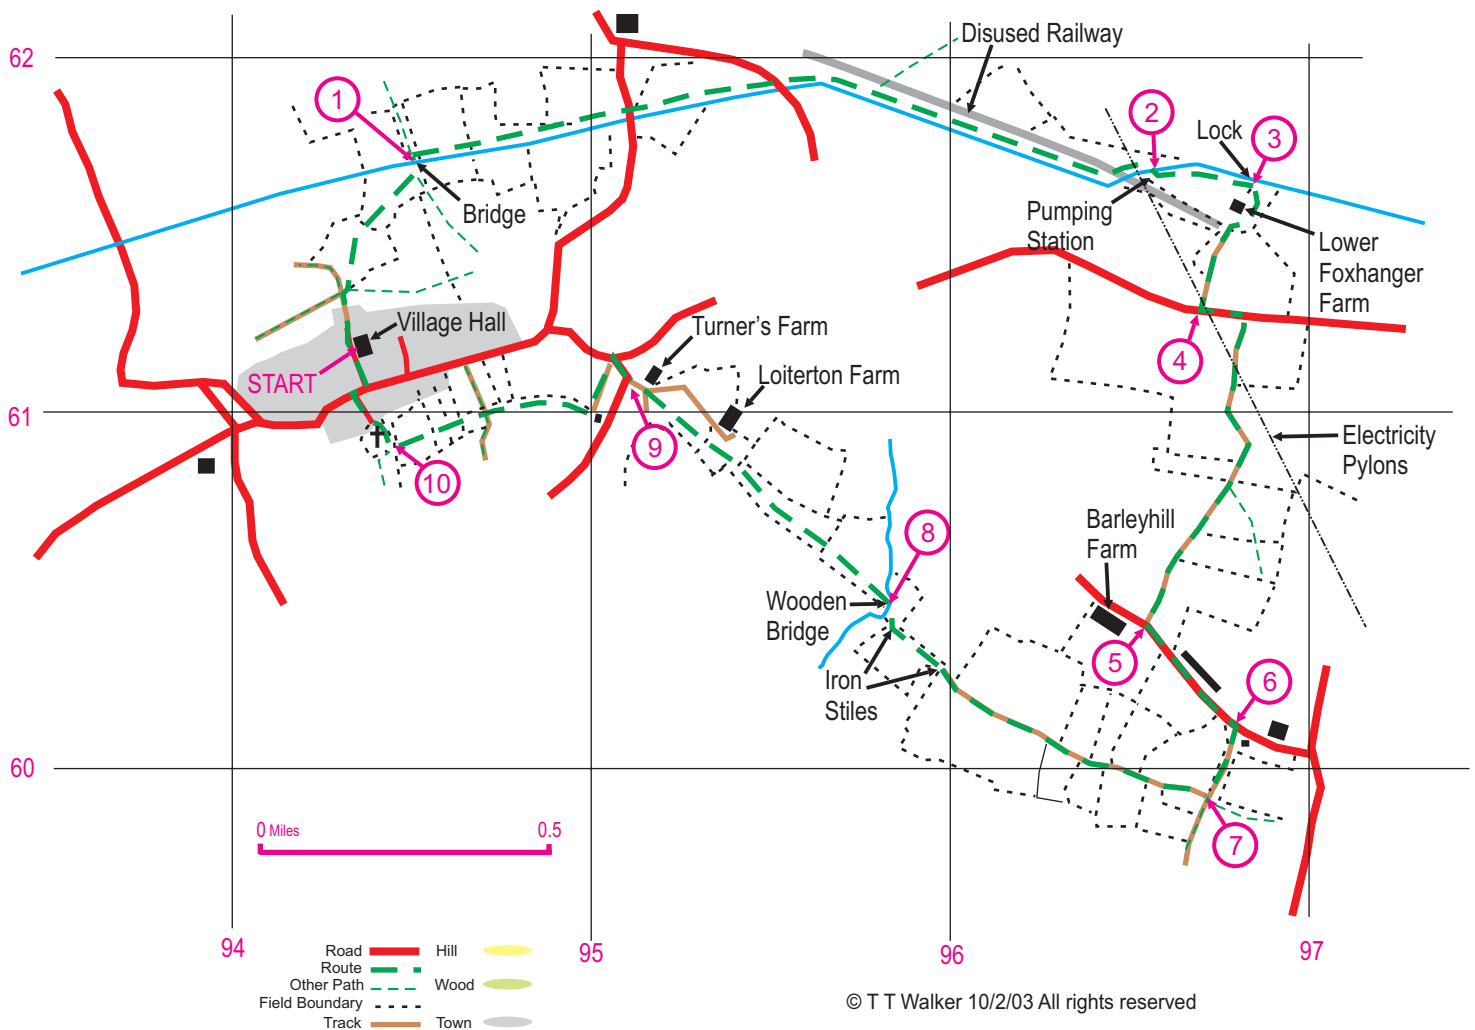 62
Disused Railway
1
2
Lock
3
Bridge
Pumping
Station
Lower
Foxhanger
Farm
Village Hall
Turner's Farm
START
Loiterton Farm
4
61
9
Electricity
Pylons
10
Barleyhill
Farm
8
Wooden
Bridge
5
Iron
Stiles
6
60
0 Miles
0.5
7
94
95
96
97
Road
Hill
Route
Other Path
Wood
Field Boundary
Track
Town
© T T Walker 10/2/03 All rights reserved